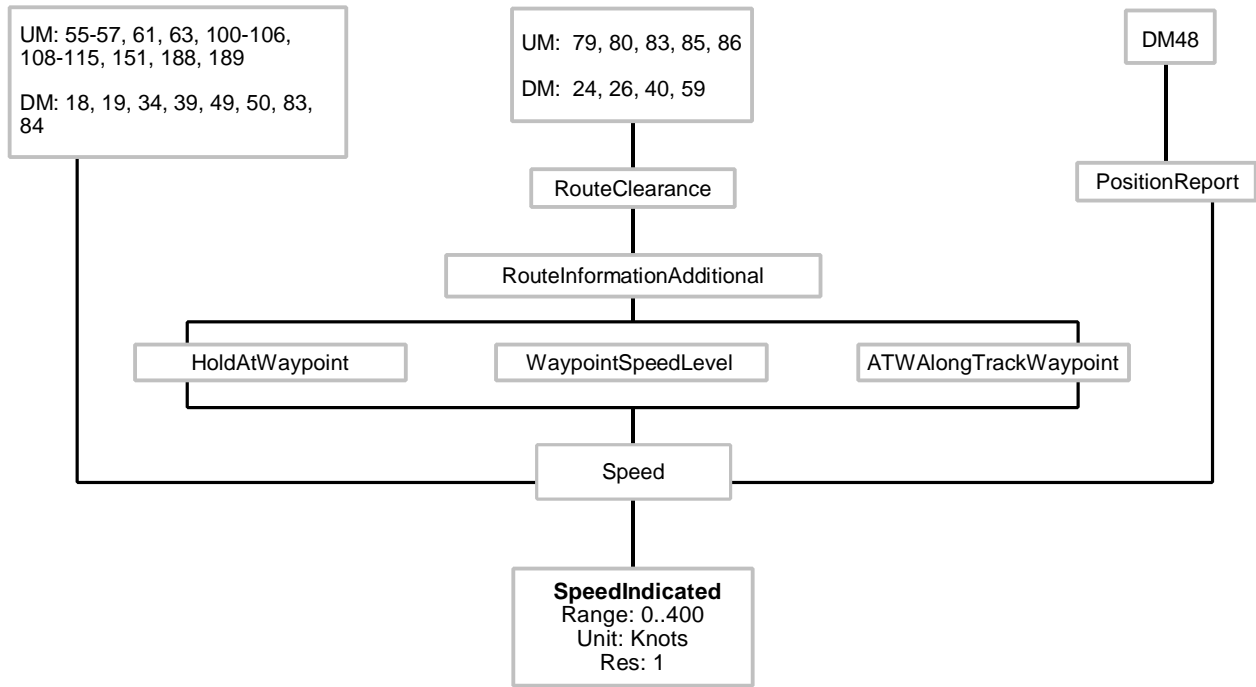 UM: 55-57, 61, 63, 100-106,
108-115, 151, 188, 189
DM: 18, 19, 34, 39, 49, 50, 83,
84
UM:  79, 80, 83, 85, 86
DM:  24, 26, 40, 59
DM48
RouteClearance
PositionReport
RouteInformationAdditional
HoldAtWaypoint
WaypointSpeedLevel
ATWAlongTrackWaypoint
Speed
SpeedIndicated
Range: 0..400
Unit: Knots
Res: 1